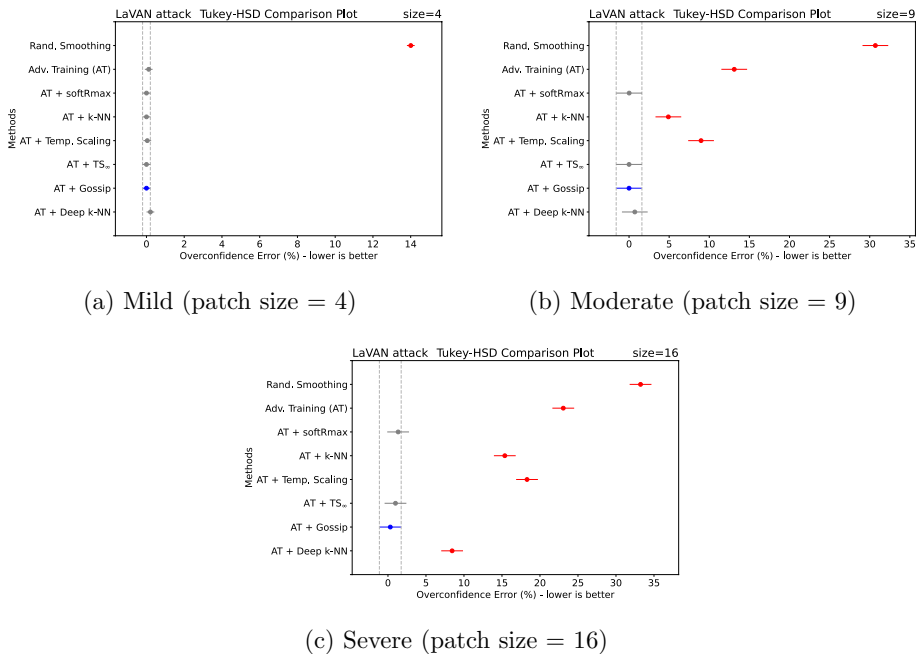 LaVAN attack Tukey-HSD Comparison Plot size=4
Methods
Rand. Smoothing
Adv. Training (AT)
AT + softRmax
AT + k-NN
AT + Temp. Scaling
AT + TS∞
AT + Gossip
AT + Deep k-NN
0 2 4 6 8 10 12 14
Overconfidence Error (%) - lower is better
(a) Mild (patch size = 4)
LaVAN attack Tukey-HSD Comparison Plot size=9
Methods
Rand. Smoothing
Adv. Training (AT)
AT + softRmax
AT + k-NN
AT + Temp. Scaling
AT + TS∞
AT + Gossip
AT + Deep k-NN
0 5 10 15 20 25 30 35
Overconfidence Error (%) - lower is better
(b) Moderate (patch size = 9)
LaVAN attack Tukey-HSD Comparison Plot size=16
Methods
Rand. Smoothing
Adv. Training (AT)
AT + softRmax
AT + k-NN
AT + Temp. Scaling
AT + TS∞
AT + Gossip
AT + Deep k-NN
0 5 10 15 20 25 30 35
Overconfidence Error (%) - lower is better
(c) Severe (patch size = 16)